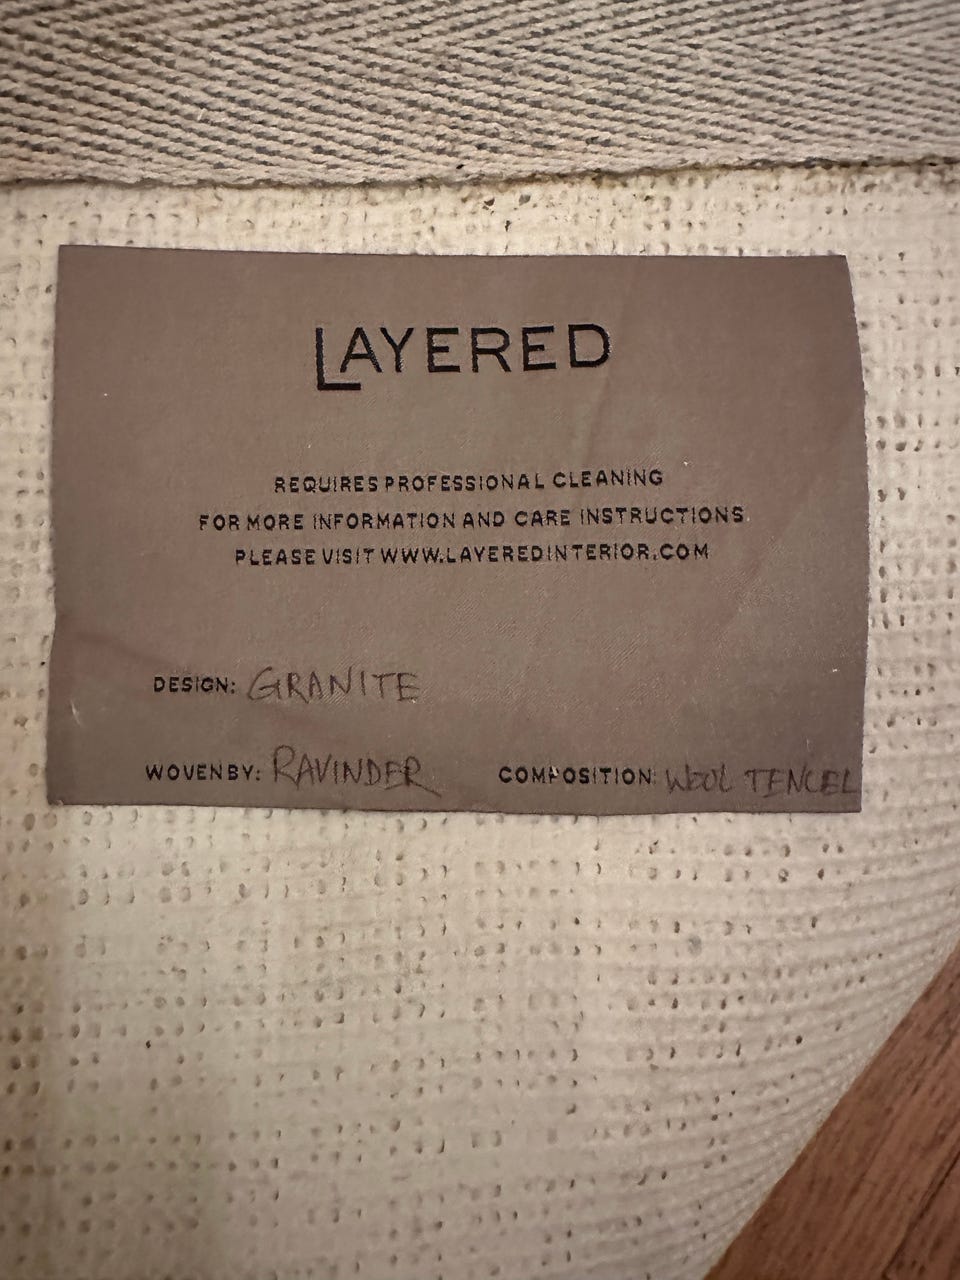 LAYERED
REQUIRES PROFESSIONAL CLEANING
FOR MORE INFORMATION AND CARE INSTRUCTIONS
PLEASE VISIT WWW.LAYEREDINTERIOR.COM
DESIGN: GRANITE
WOVEN BY: RAVINDER COMPOSITION: WOOL TENCEL